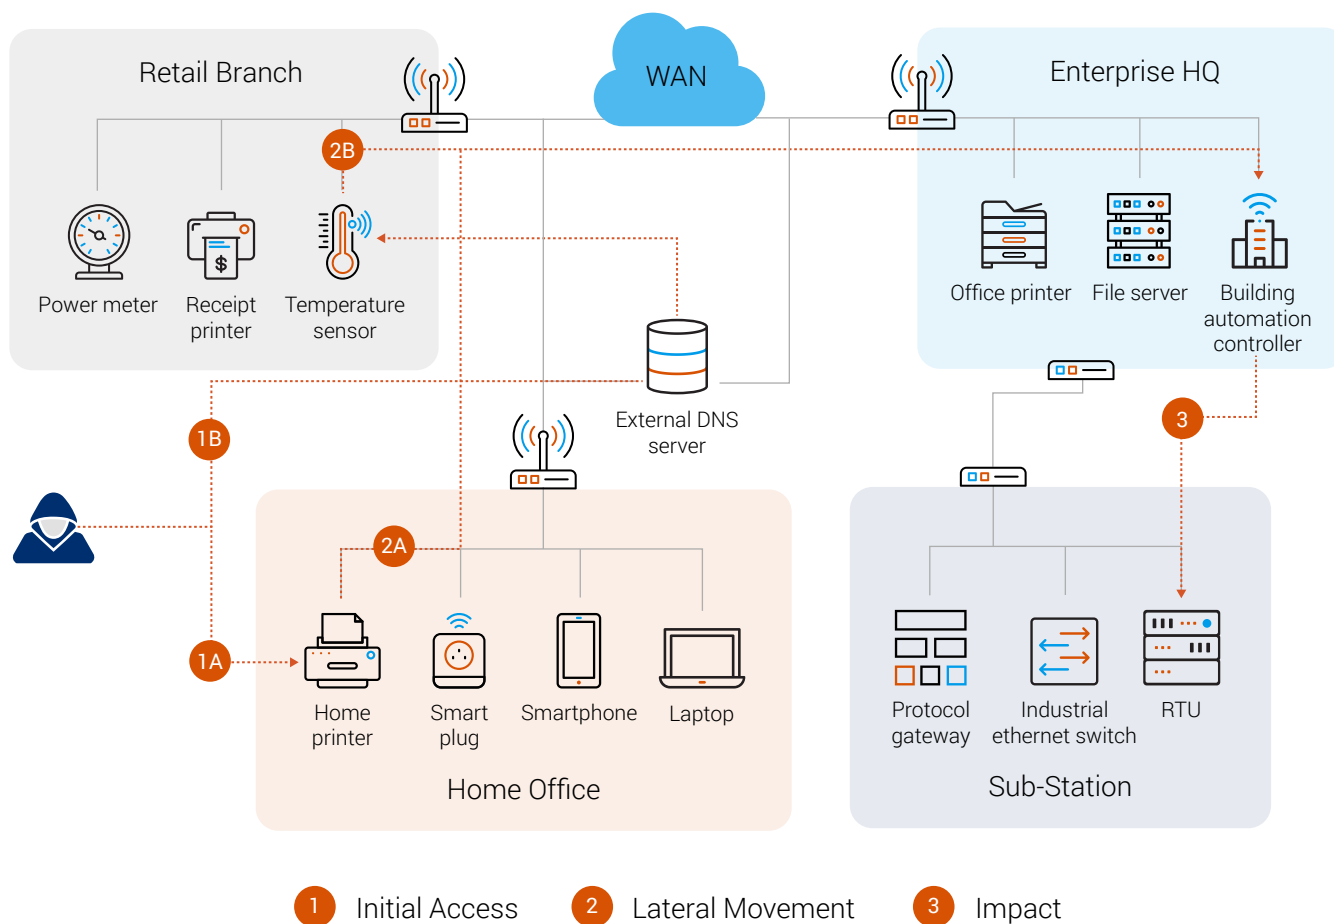 Retail Branch
WAN
Enterprise HQ
2B
Power meter
Receipt
printer
Temperature
sensor
$
Office printer
File server
Building
automation
controller
External DNS
server
1B
3
2A
1A
Home
printer
Smart
plug
Smartphone
Laptop
Home Office
Protocol
gateway
Industrial
ethernet switch
RTU
Sub-Station
1 Initial Access
2 Lateral Movement
3 Impact